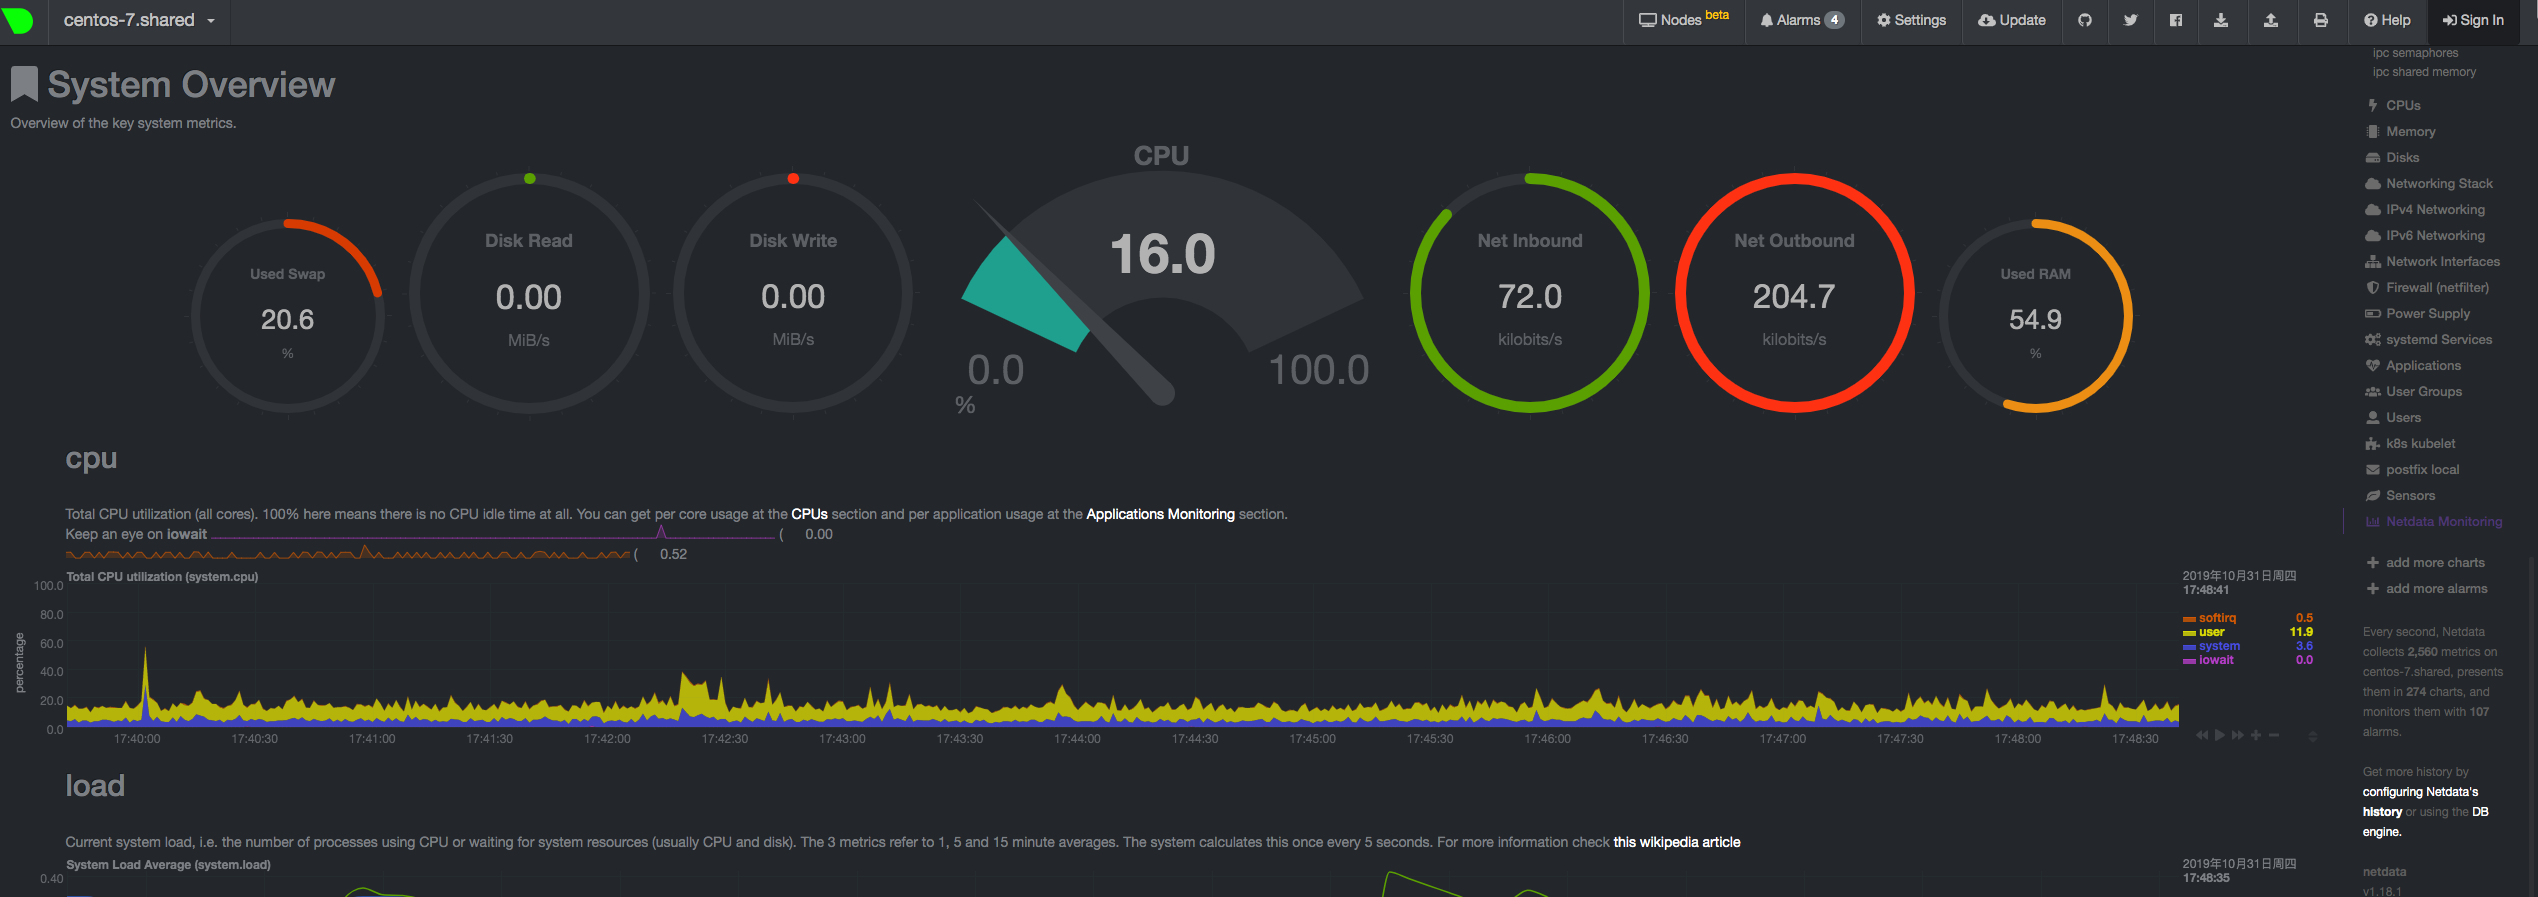 centos-7.shared
Nodes beta
Alarms 4
Settings
Update
Help
Sign In
System Overview
Overview of the key system metrics.
Used Swap
20.6
%
Disk Read
0.00
MiB/s
Disk Write
0.00
MiB/s
CPU
16.0
0.0
100.0
%
Net Inbound
72.0
kilobits/s
Net Outbound
204.7
kilobits/s
Used RAM
54.9
%
cpu
Total CPU utilization (all cores). 100% here means there is no CPU idle time at all. You can get per core usage at the CPUs section and per application usage at the Applications Monitoring section.
Keep an eye on iowait ( 0.00
( 0.52
Total CPU utilization (system.cpu)
percentage
100.0
80.0
60.0
40.0
20.0
0.0
17:40:00 17:40:30 17:41:00 17:41:30 17:42:00 17:42:30 17:43:00 17:43:30 17:44:00 17:44:30 17:45:00 17:45:30 17:46:00 17:46:30 17:47:00 17:47:30 17:48:00 17:48:30
2019年10月31日周四
17:48:41
softirq 0.5
user 11.9
system 3.6
iowait 0.0
load
Current system load, i.e. the number of processes using CPU or waiting for system resources (usually CPU and disk). The 3 metrics refer to 1, 5 and 15 minute averages. The system calculates this once every 5 seconds. For more information check this wikipedia article
System Load Average (system.load)
0.40
2019年10月31日周四
17:48:35
ipc semaphores
ipc shared memory
CPUs
Memory
Disks
Networking Stack
IPv4 Networking
IPv6 Networking
Network Interfaces
Firewall (netfilter)
Power Supply
systemd Services
Applications
User Groups
Users
k8s kubelet
postfix local
Sensors
Netdata Monitoring
add more charts
add more alarms
Every second, Netdata
collects 2,560 metrics on
centos-7.shared, presents
them in 274 charts, and
monitors them with 107
alarms.
Get more history by
configuring Netdata's
history or using the DB
engine.
netdata
v1.18.1